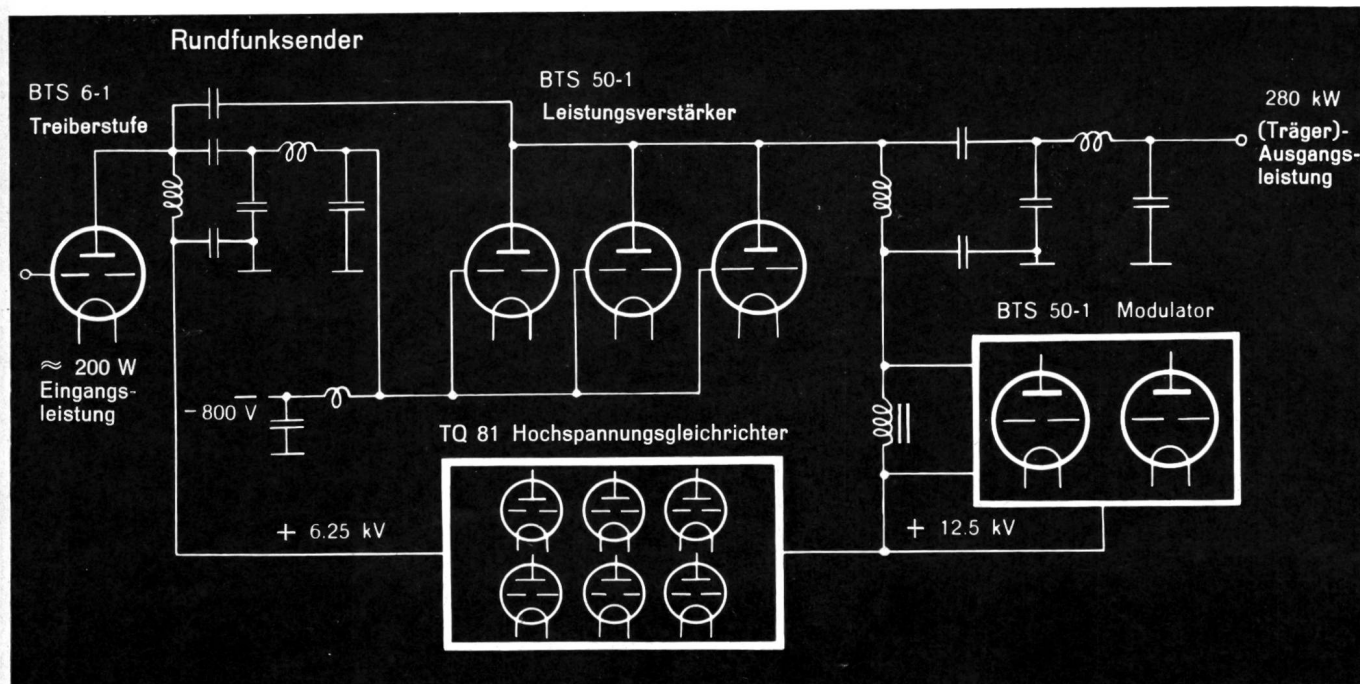 Rundfunksender
BTS 6-1
Treiberstufe
BTS 50-1
Leistungsverstärker
280 kW
(Träger)-
Ausgangs-
leistung
≈ 200 W
Eingangs-
leistung
- 800 V
BTS 50-1 Modulator
TQ 81 Hochspannungsgleichrichter
+ 6.25 kV
+ 12.5 kV